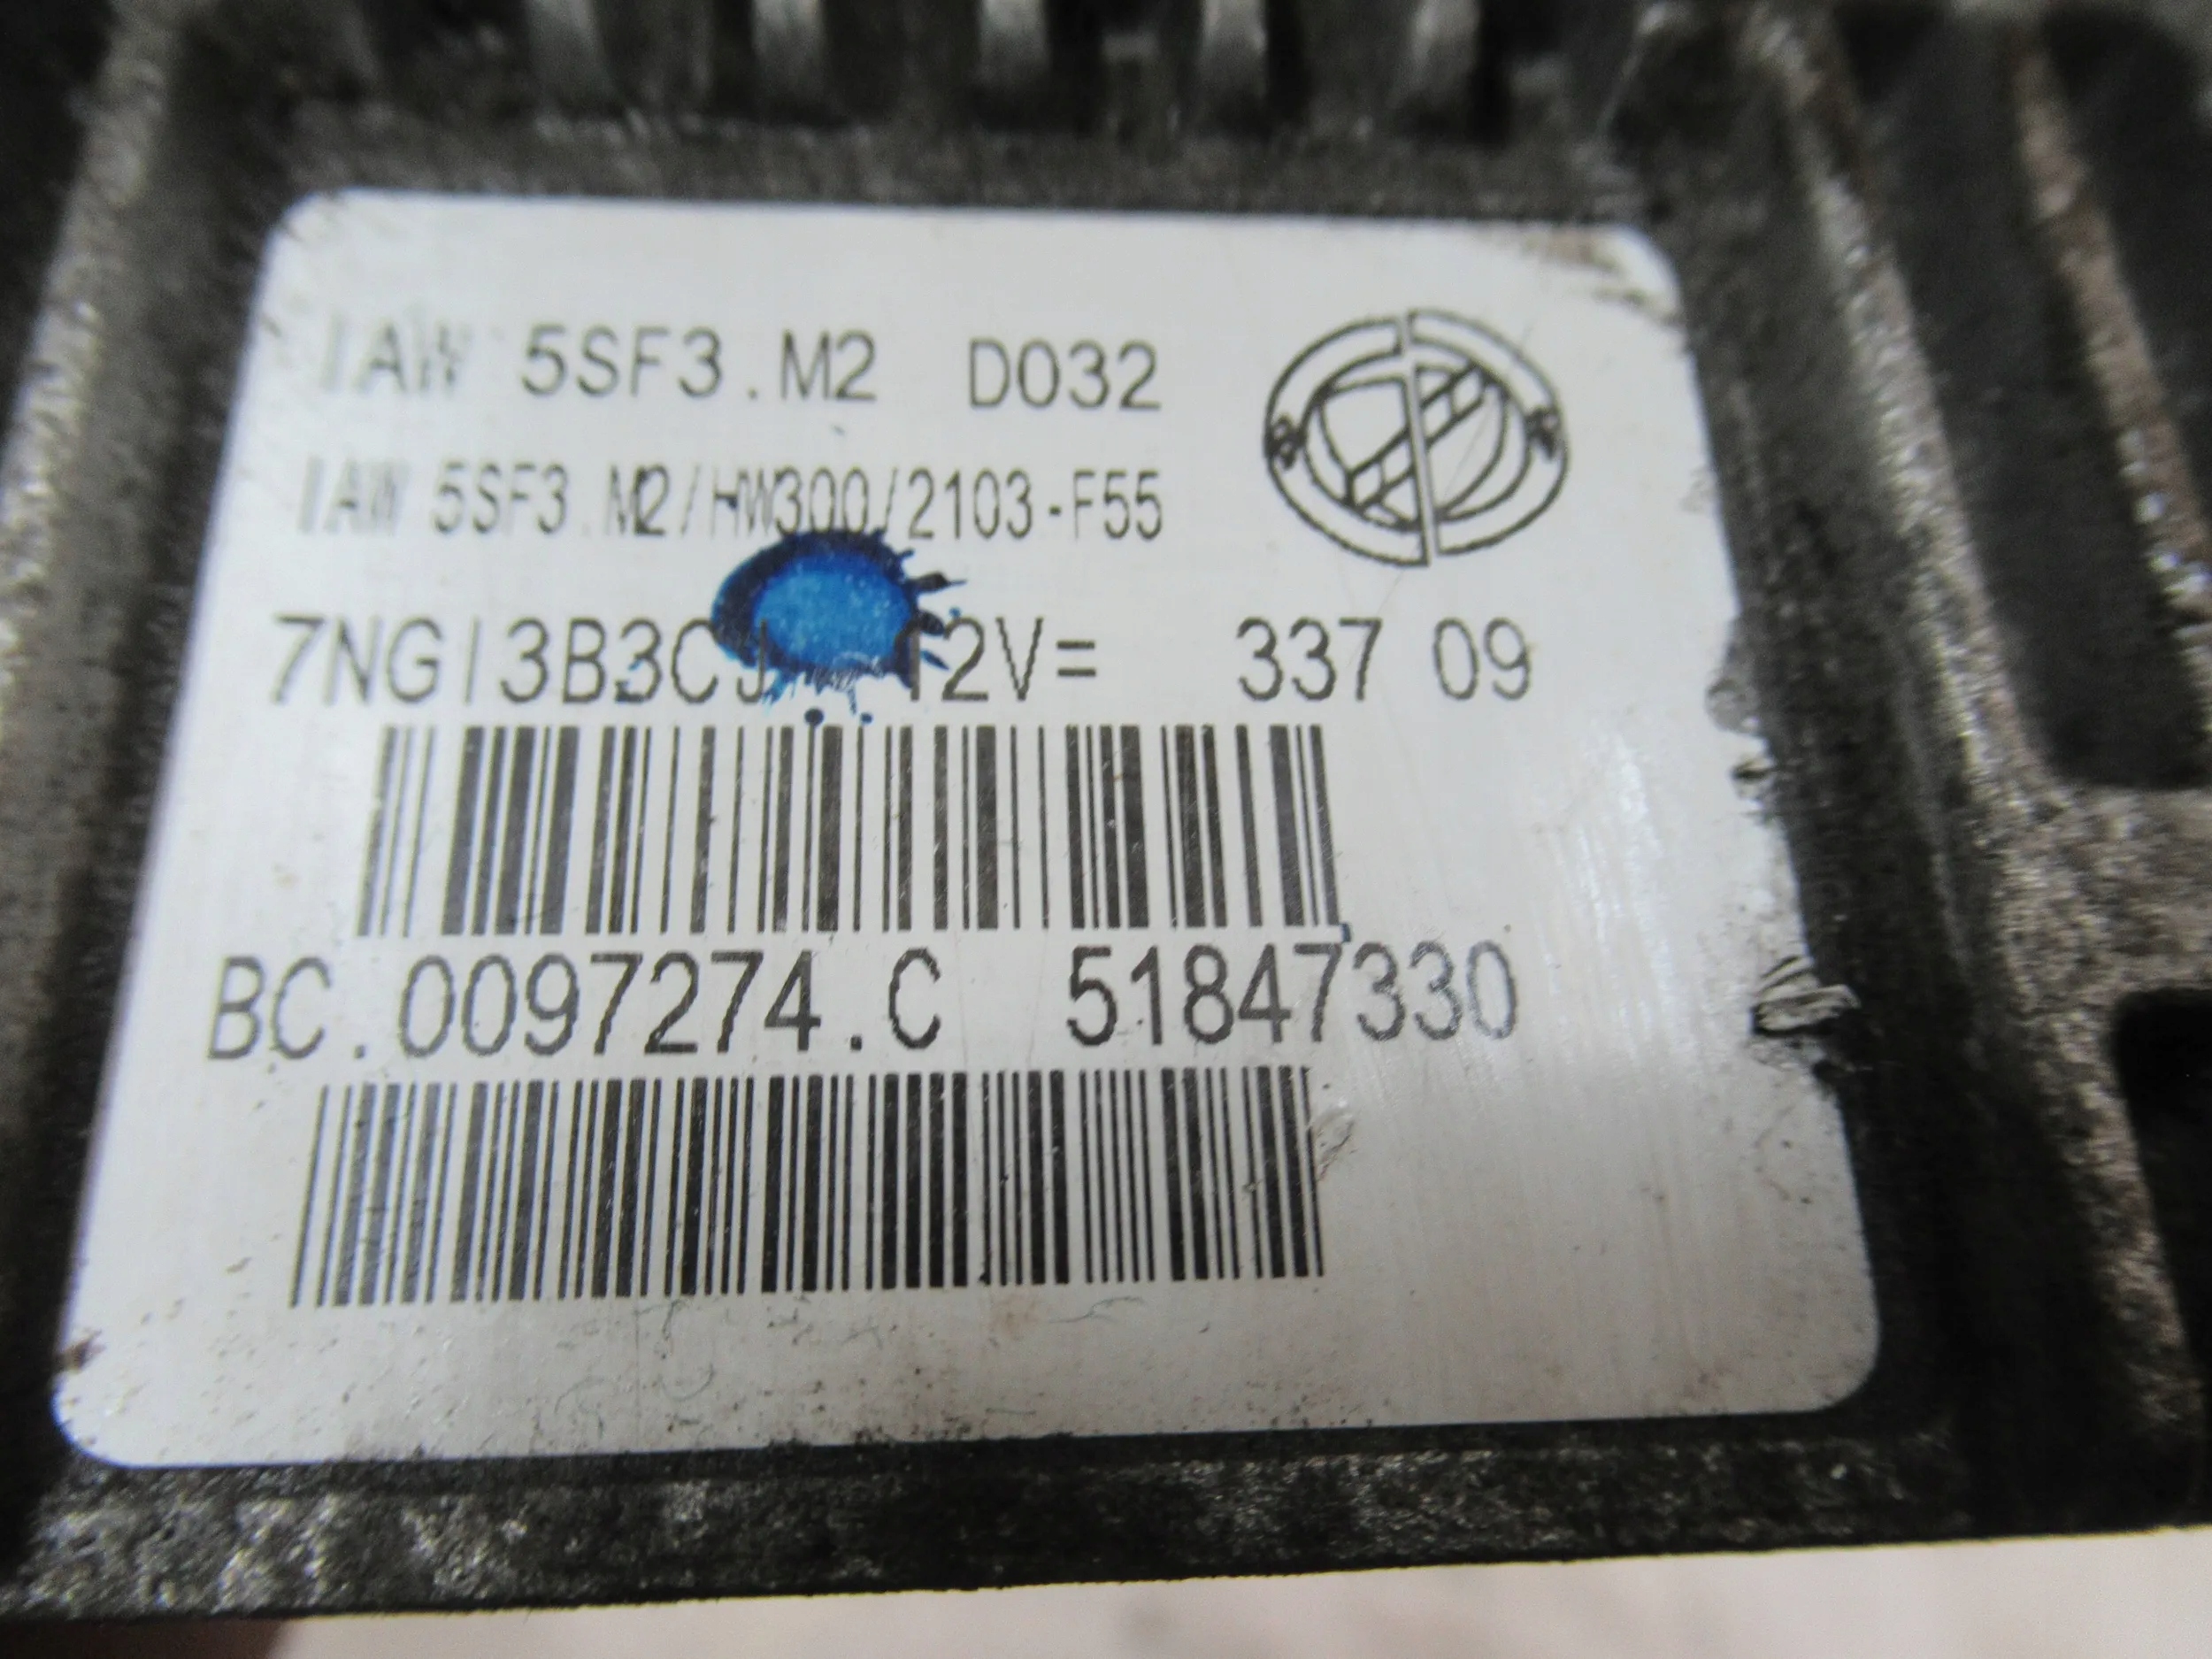 IAW 5SF3.M2 D032
IAW 5SF3.M2/HW300/2103-F55
12V= 337 09
BC.0097274.C 51847330